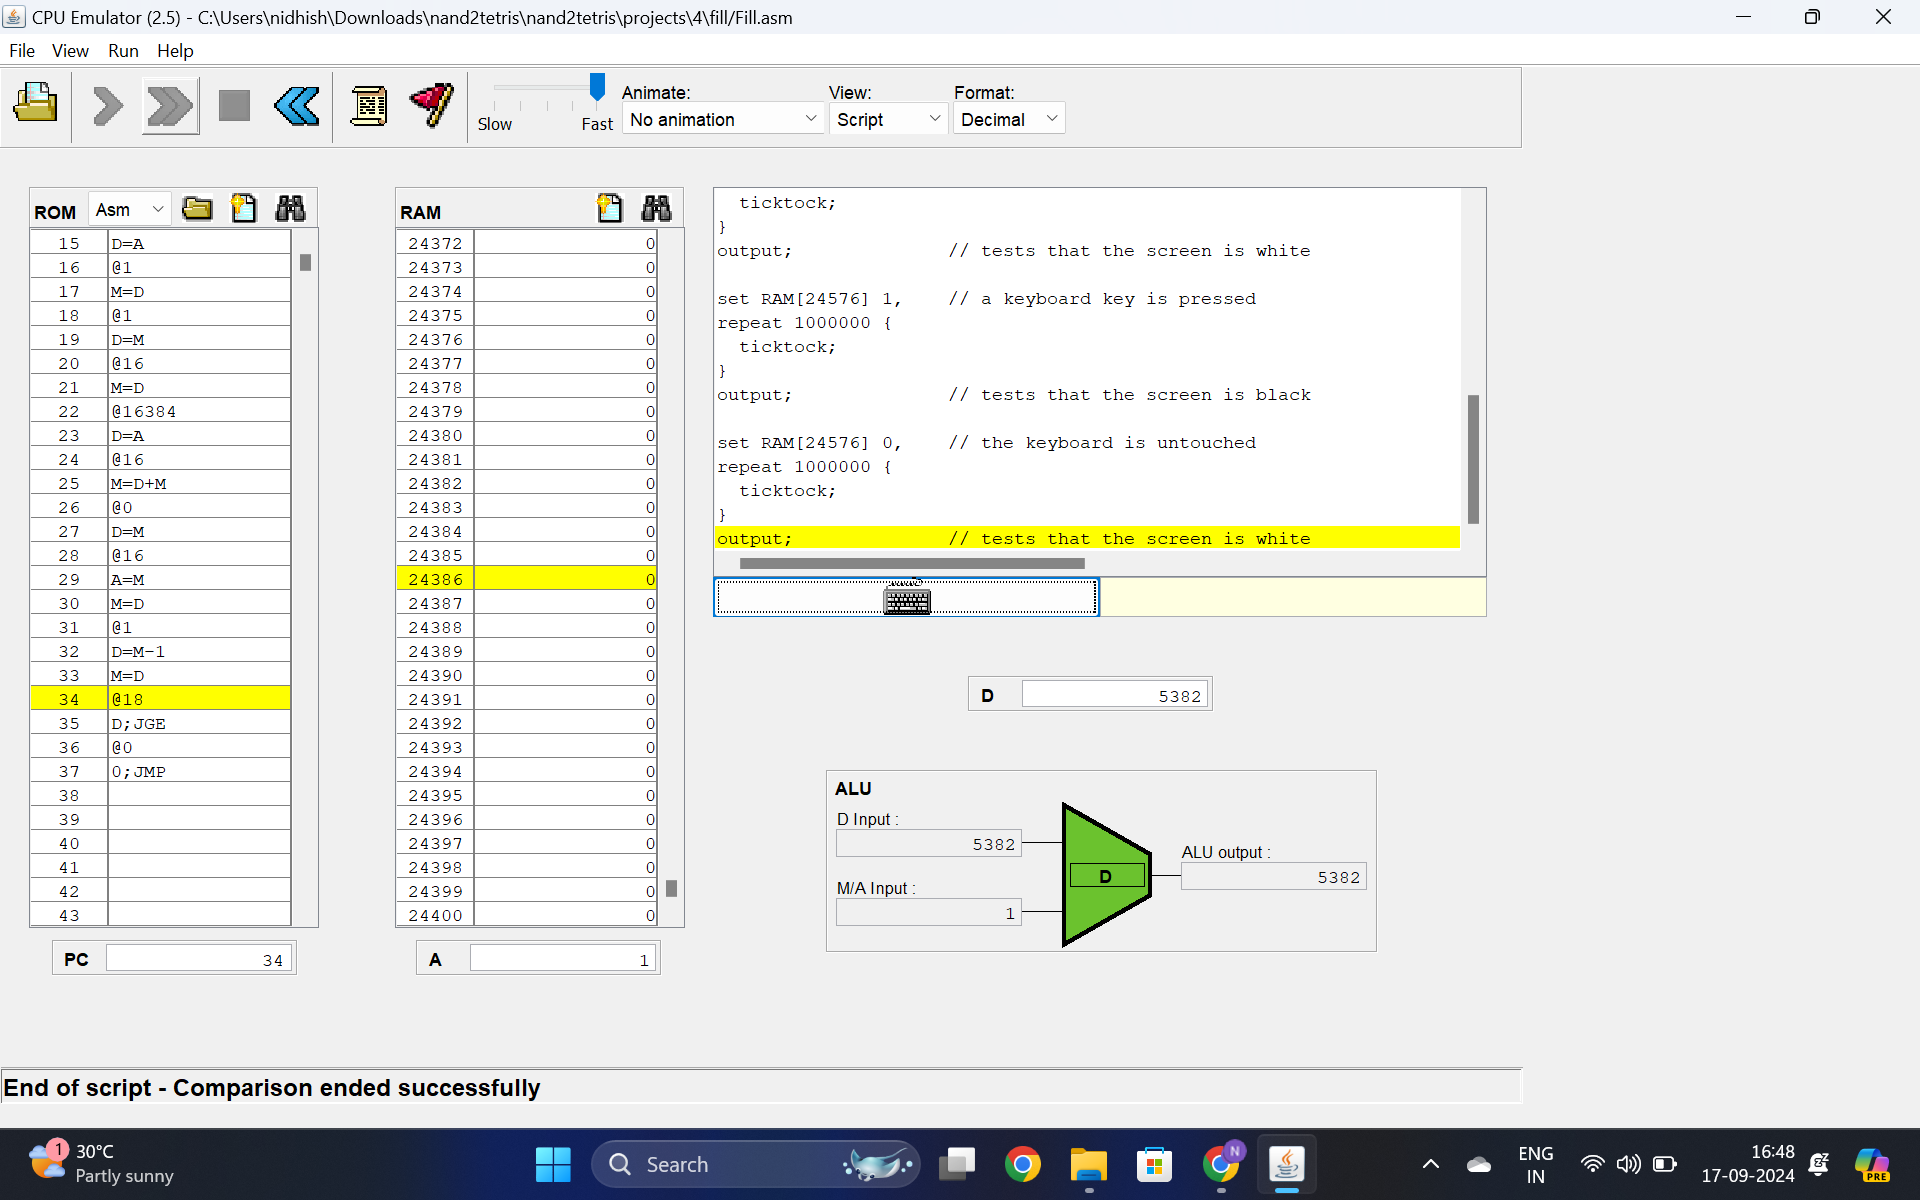 CPU Emulator (2.5) - C:\Users\nidhish\Downloads\nand2tetris\nand2tetris\projects\4\fill/Fill.asm
File View Run Help
Animate: View: Format:
Slow Fast No animation Script Decimal
ROM Asm
15 D=A
16 @1
17 M=D
18 @1
19 D=M
20 @16
21 M=D
22 @16384
23 D=A
24 @16
25 M=D+M
26 @0
27 D=M
28 @16
29 A=M
30 M=D
31 @1
32 D=M-1
33 M=D
34 @18
35 D;JGE
36 @0
37 0;JMP
38
39
40
41
42
43
PC 34
RAM
24372 0
24373 0
24374 0
24375 0
24376 0
24377 0
24378 0
24379 0
24380 0
24381 0
24382 0
24383 0
24384 0
24385 0
24386 0
24387 0
24388 0
24389 0
24390 0
24391 0
24392 0
24393 0
24394 0
24395 0
24396 0
24397 0
24398 0
24399 0
24400 0
A 1
ticktock;
}
output; // tests that the screen is white
set RAM[24576] 1, // a keyboard key is pressed
repeat 1000000 {
ticktock;
}
output; // tests that the screen is black
set RAM[24576] 0, // the keyboard is untouched
repeat 1000000 {
ticktock;
}
output; // tests that the screen is white
D 5382
ALU
D Input :
5382
M/A Input :
1
D
ALU output :
5382
End of script - Comparison ended successfully
1
30°C
Partly sunny
Search
N
ENG
IN
16:48
17-09-2024
PRE